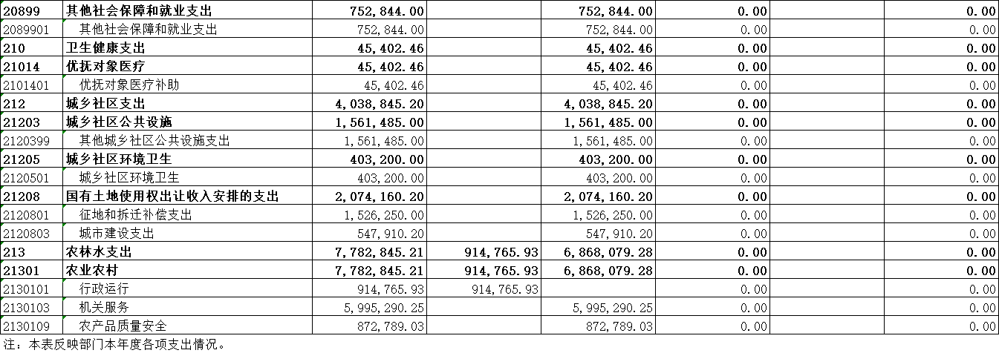 20899 其他社会保障和就业支出 752,844.00 752,844.00 0.00 0.00
2089901 其他社会保障和就业支出 752,844.00 752,844.00 0.00 0.00
210 卫生健康支出 45,402.46 45,402.46 0.00 0.00
21014 优抚对象医疗 45,402.46 45,402.46 0.00 0.00
2101401 优抚对象医疗补助 45,402.46 45,402.46 0.00 0.00
212 城乡社区支出 4,038,845.20 4,038,845.20 0.00 0.00
21203 城乡社区公共设施 1,561,485.00 1,561,485.00 0.00 0.00
2120399 其他城乡社区公共设施支出 1,561,485.00 1,561,485.00 0.00 0.00
21205 城乡社区环境卫生 403,200.00 403,200.00 0.00 0.00
2120501 城乡社区环境卫生 403,200.00 403,200.00 0.00 0.00
21208 国有土地使用权出让收入安排的支出 2,074,160.20 2,074,160.20 0.00 0.00
2120801 征地和拆迁补偿支出 1,526,250.00 1,526,250.00 0.00 0.00
2120803 城市建设支出 547,910.20 547,910.20 0.00 0.00
213 农林水支出 7,782,845.21 914,765.93 6,868,079.28 0.00 0.00
21301 农业农村 7,782,845.21 914,765.93 6,868,079.28 0.00 0.00
2130101 行政运行 914,765.93 914,765.93 0.00 0.00
2130103 机关服务 5,995,290.25 5,995,290.25 0.00 0.00
2130109 农产品质量安全 872,789.03 872,789.03 0.00 0.00
注：本表反映部门本年度各项支出情况。